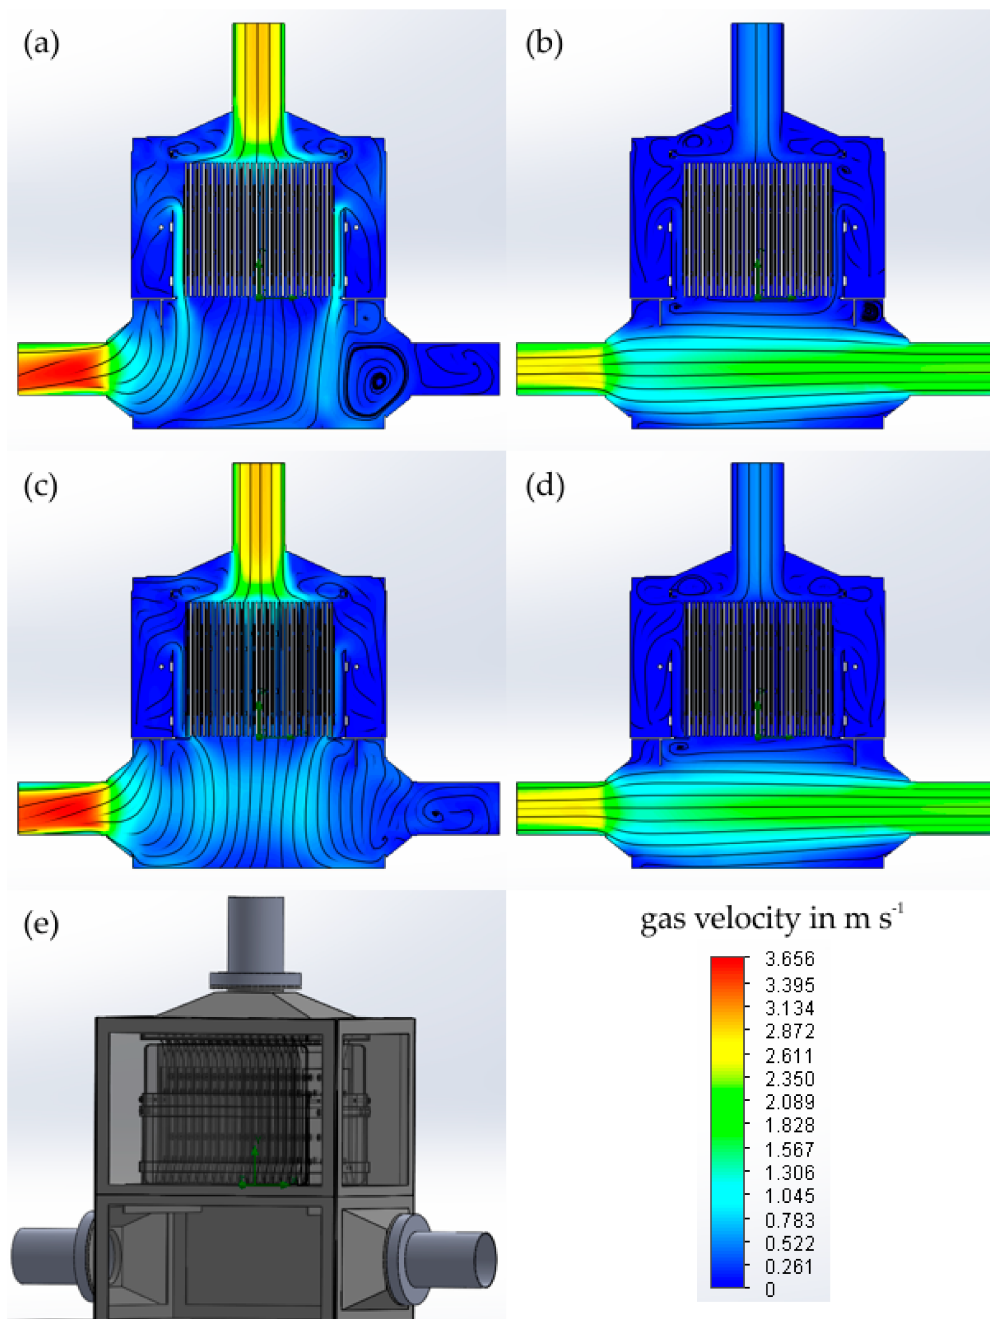 (a)
(b)
(c)
(d)
(e)
gas velocity in m s⁻¹
3.656
3.395
3.134
2.872
2.611
2.350
2.089
1.828
1.567
1.306
1.045
0.783
0.522
0.261
0